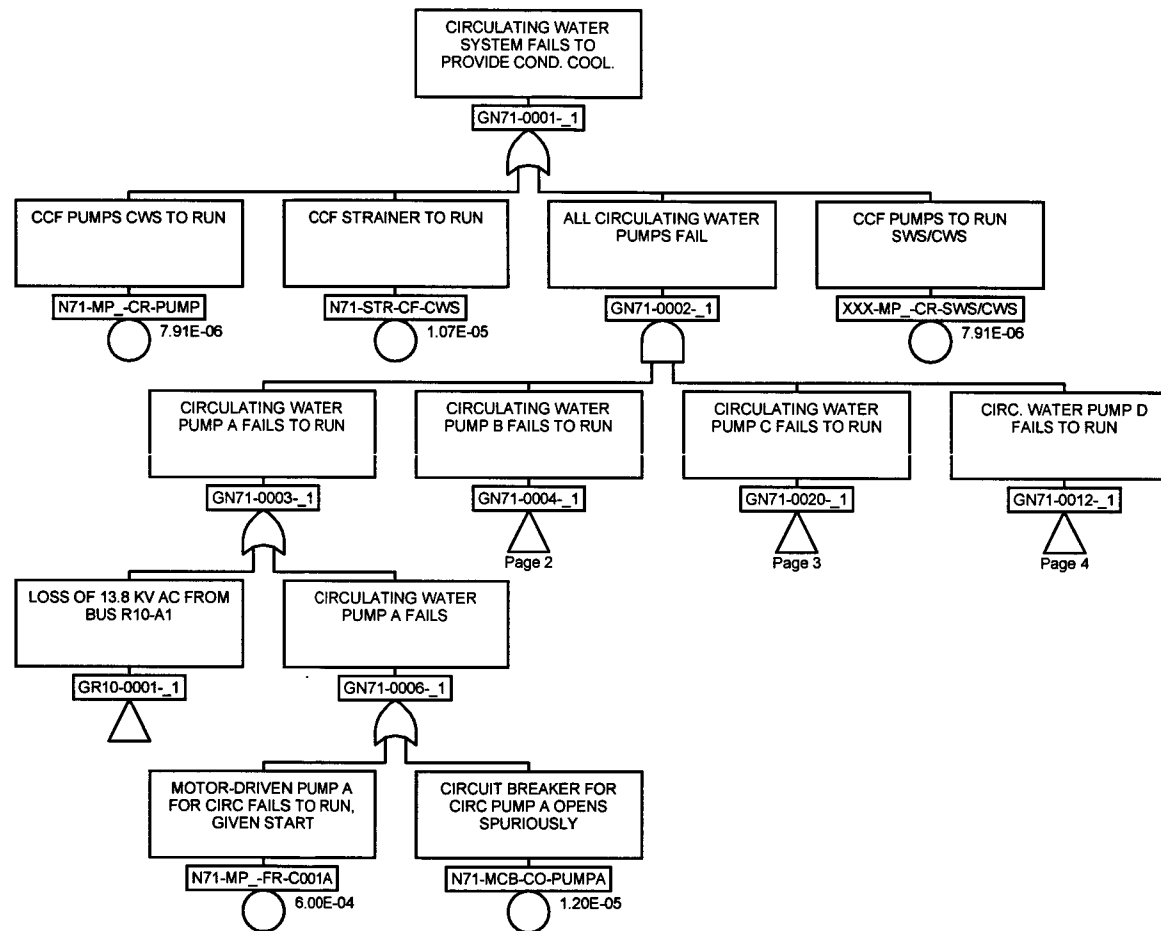 CIRCULATING WATER
SYSTEM FAILS TO
PROVIDE COND. COOL.
GN71-0001-_1
CCF PUMPS CWS TO RUN
N71-MP_-CR-PUMP
7.91E-06
CCF STRAINER TO RUN
N71-STR-CF-CWS
1.07E-05
ALL CIRCULATING WATER
PUMPS FAIL
GN71-0002-_1
CCF PUMPS TO RUN
SWS/CWS
XXX-MP_-CR-SWS/CWS
7.91E-06
CIRCULATING WATER
PUMP A FAILS TO RUN
GN71-0003-_1
CIRCULATING WATER
PUMP B FAILS TO RUN
GN71-0004-_1
Page 2
CIRCULATING WATER
PUMP C FAILS TO RUN
GN71-0020-_1
Page 3
CIRC. WATER PUMP D
FAILS TO RUN
GN71-0012-_1
Page 4
LOSS OF 13.8 KV AC FROM
BUS R10-A1
GR10-0001-_1
CIRCULATING WATER
PUMP A FAILS
GN71-0006-_1
MOTOR-DRIVEN PUMP A
FOR CIRC FAILS TO RUN,
GIVEN START
N71-MP_-FR-C001A
6.00E-04
CIRCUIT BREAKER FOR
CIRC PUMP A OPENS
SPURIOUSLY
N71-MCB-CO-PUMPA
1.20E-05